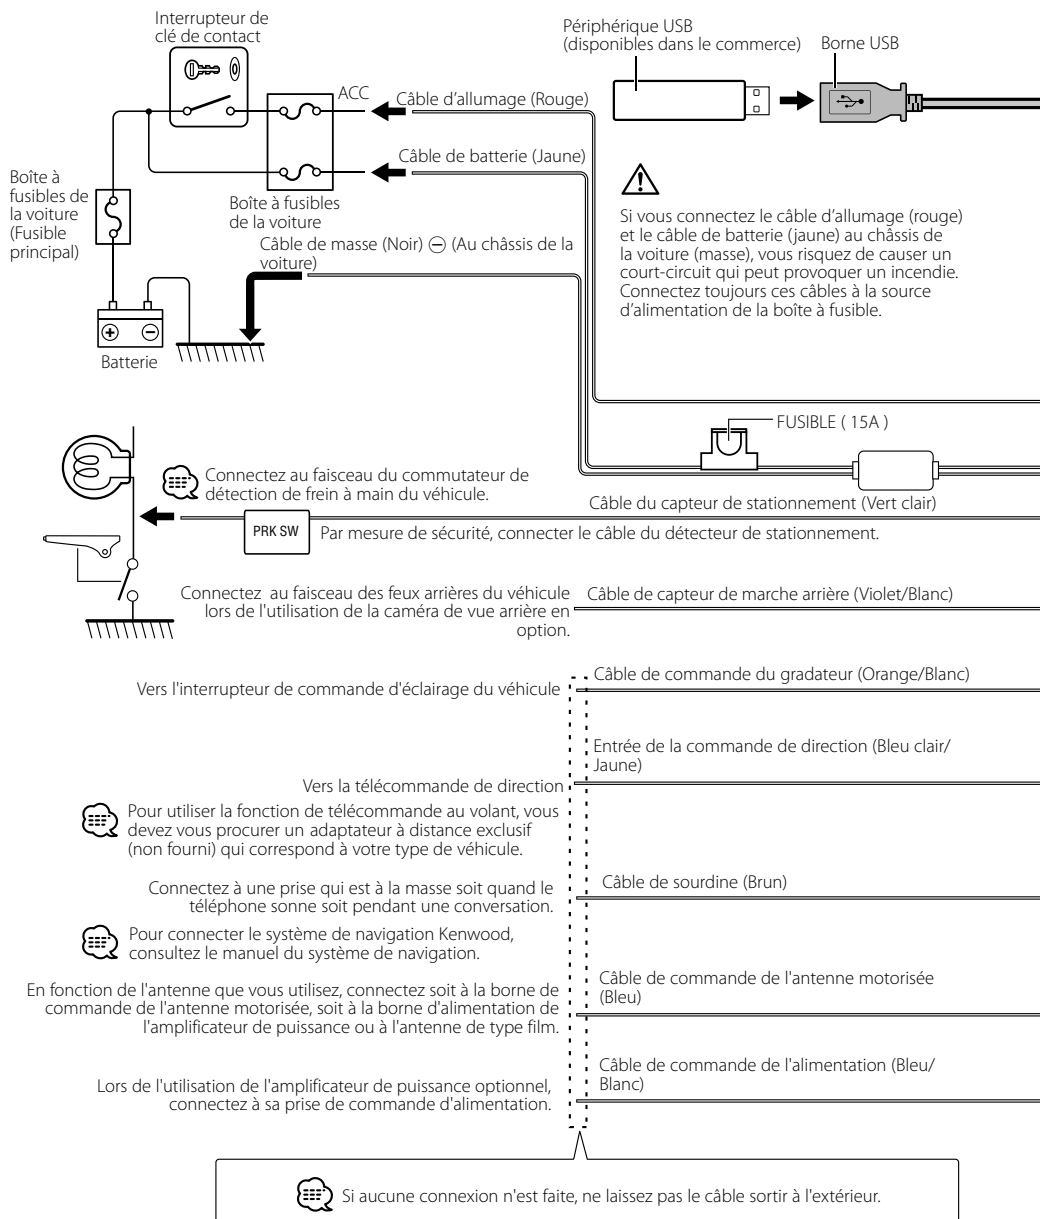 Interrupteur de
clé de contact
ACC
Câble d'allumage (Rouge)
Câble de batterie (Jaune)
Boîte à
fusibles de
la voiture
(Fusible
principal)
Boîte à fusibles
de la voiture
Câble de masse (Noir) ⊖ (Au châssis de la
voiture)
Batterie
Périphérique USB
(disponibles dans le commerce)
Borne USB
Si vous connectez le câble d'allumage (rouge)
et le câble de batterie (jaune) au châssis de
la voiture (masse), vous risquez de causer un
court-circuit qui peut provoquer un incendie.
Connectez toujours ces câbles à la source
d'alimentation de la boîte à fusible.
FUSIBLE ( 15A )
Connectez au faisceau du commutateur de
détection de frein à main du véhicule.
Câble du capteur de stationnement (Vert clair)
PRK SW
Par mesure de sécurité, connecter le câble du détecteur de stationnement.
Connectez au faisceau des feux arrières du véhicule
lors de l'utilisation de la caméra de vue arrière en
option.
Câble de capteur de marche arrière (Violet/Blanc)
Vers l'interrupteur de commande d'éclairage du véhicule
Câble de commande du gradateur (Orange/Blanc)
Entrée de la commande de direction (Bleu clair/
Jaune)
Vers la télécommande de direction
Pour utiliser la fonction de télécommande au volant, vous
devez vous procurer un adaptateur à distance exclusif
(non fourni) qui correspond à votre type de véhicule.
Connectez à une prise qui est à la masse soit quand le
téléphone sonne soit pendant une conversation.
Câble de sourdine (Brun)
Pour connecter le système de navigation Kenwood,
consultez le manuel du système de navigation.
En fonction de l'antenne que vous utilisez, connectez soit à la borne de
commande de l'antenne motorisée, soit à la borne d'alimentation de
l'amplificateur de puissance ou à l'antenne de type film.
Câble de commande de l'antenne motorisée
(Bleu)
Lors de l'utilisation de l'amplificateur de puissance optionnel,
connectez à sa prise de commande d'alimentation.
Câble de commande de l'alimentation (Bleu/
Blanc)
Si aucune connexion n'est faite, ne laissez pas le câble sortir à l'extérieur.